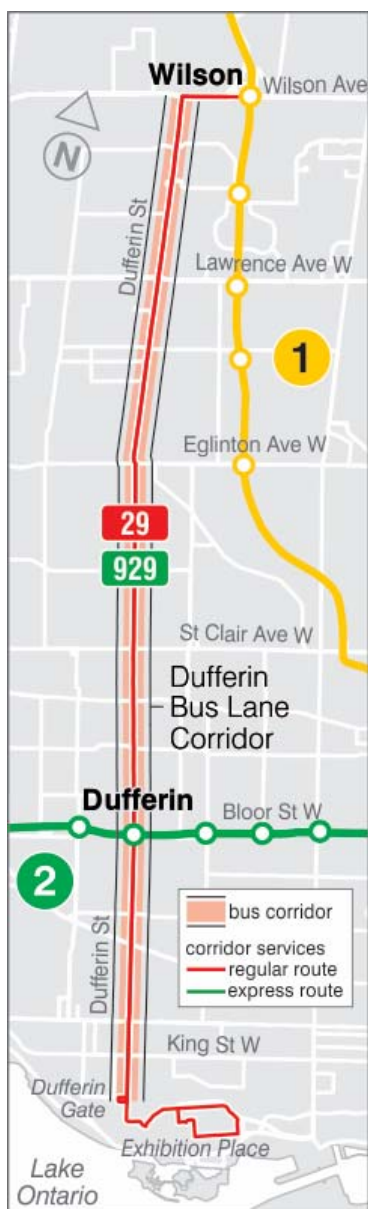 Wilson
Wilson Ave
N
Dufferin St
Lawrence Ave W
1
Eglinton Ave W
29
929
St Clair Ave W
Dufferin
Bus Lane
Corridor
Dufferin
Bloor St W
2
bus corridor
corridor services
regular route
express route
Dufferin St
King St W
Dufferin
Gate
Exhibition Place
Lake
Ontario